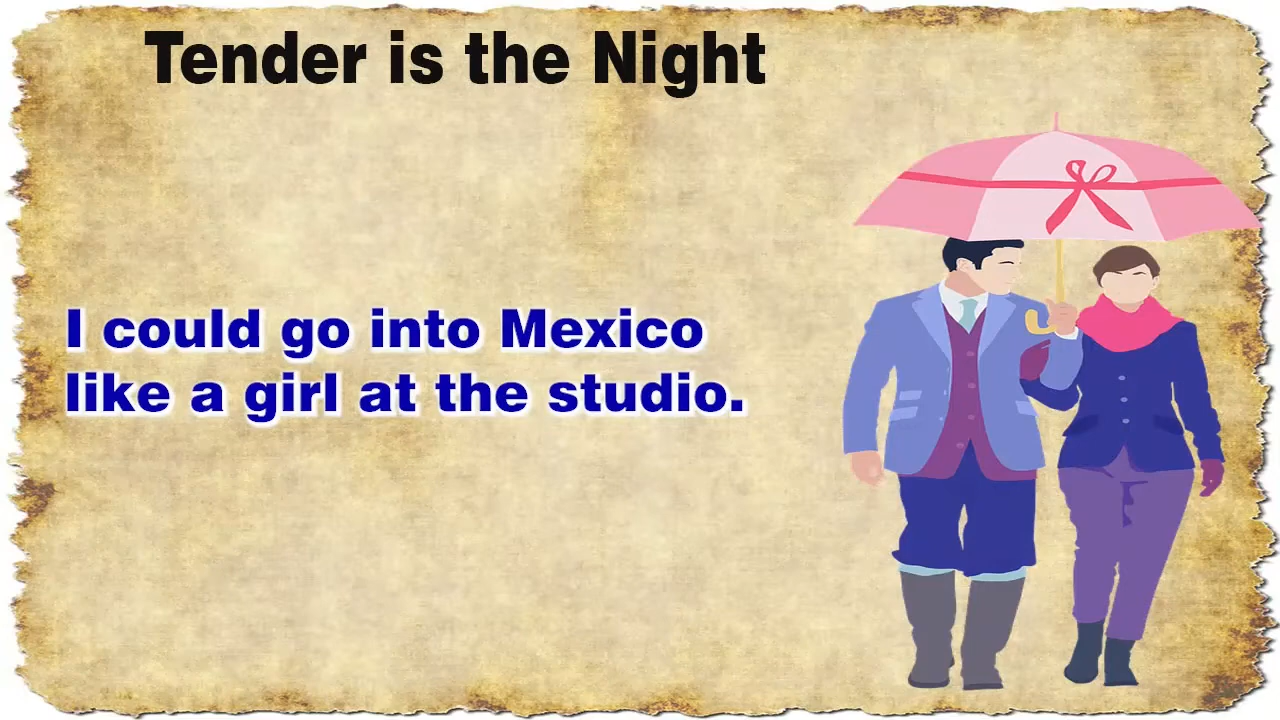 Tender is the Night
I could go into Mexico
like a girl at the studio.